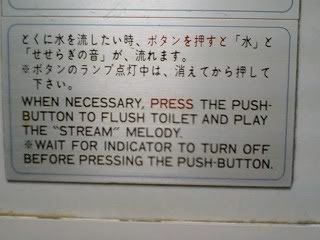 とくに水を流したい時、ボタンを押すと「水」と
「せせらぎの音」が、流れます。
※ボタンのランプ点灯中は、消えてから押して
下さい。
WHEN NECESSARY, PRESS THE PUSH-
BUTTON TO FLUSH TOILET AND PLAY
THE "STREAM" MELODY.
※WAIT FOR INDICATOR TO TURN OFF
BEFORE PRESSING THE PUSH-BUTTON.